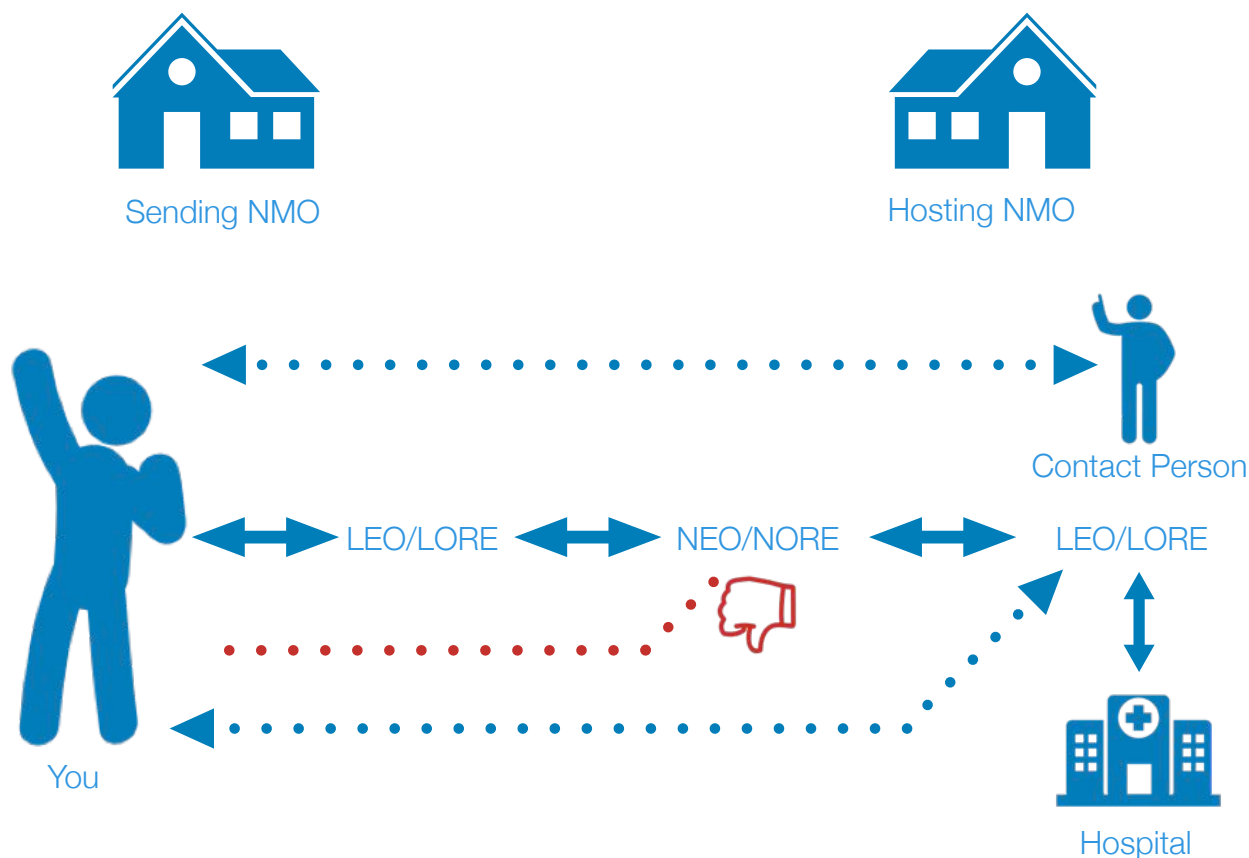 Sending NMO
Hosting NMO
Contact Person
LEO/LORE
NEO/NORE
LEO/LORE
You
Hospital